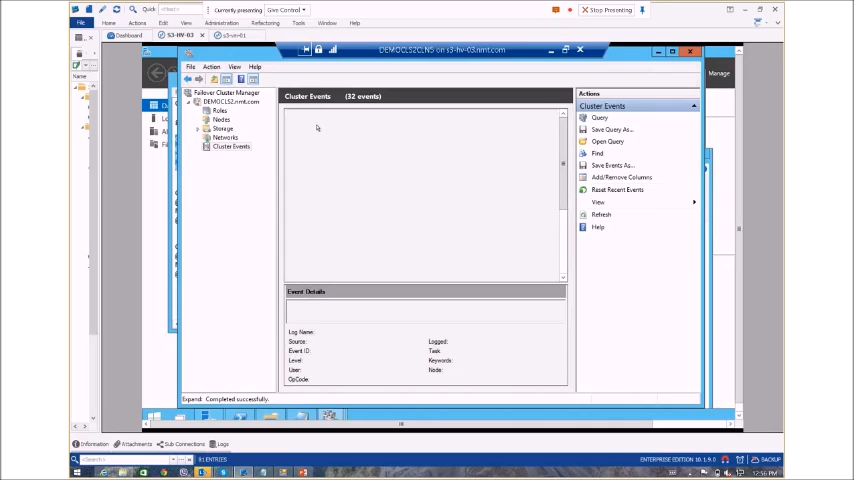 Quick
Currently presenting Give Control
Stop Presenting
File Home Actions Edit View Administration Refactoring Tools Window Help
Dashboard S3-HV-03 s3-vn-01
DEMOCLS2CLN5 on s3-hv-03.nmt.com
Name
Manage
File Action View Help
Failover Cluster Manager
DEMOCLS2.nmt.com
Roles
Nodes
Storage
Networks
Cluster Events
Cluster Events (32 events)
Event Details
Log Name:
Source: Logged:
Event ID: Task
Level: Keywords:
User: Node:
OpCode:
Actions
Cluster Events
Query
Save Query As...
Open Query
Find
Save Events As...
Add/Remove Columns
Reset Recent Events
View
Refresh
Help
Expand: Completed successfully.
Information Attachments Sub Connections Logs
<Search> 81 ENTRIES ENTERPRISE EDITION 10.1.9.0 BACKUP
12:56 PM